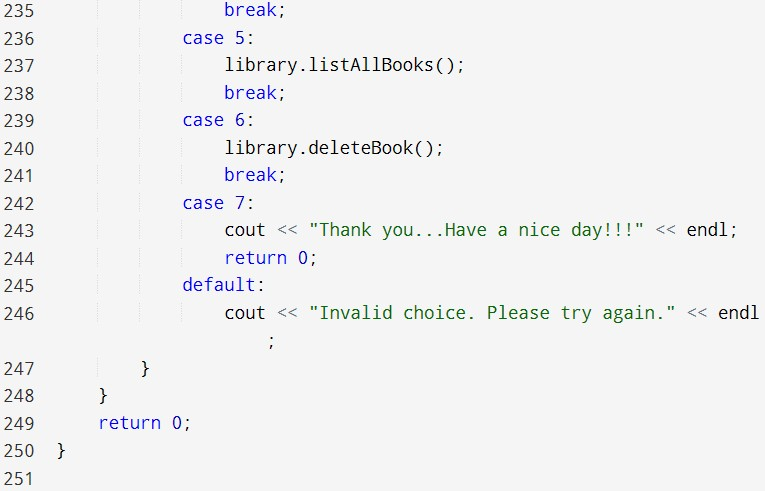 235                 break;
236             case 5:
237                 library.listAllBooks();
238                 break;
239             case 6:
240                 library.deleteBook();
241                 break;
242             case 7:
243                 cout << "Thank you...Have a nice day!!!" << endl;
244                 return 0;
245             default:
246                 cout << "Invalid choice. Please try again." << endl
                        ;
247         }
248     }
249     return 0;
250 }
251